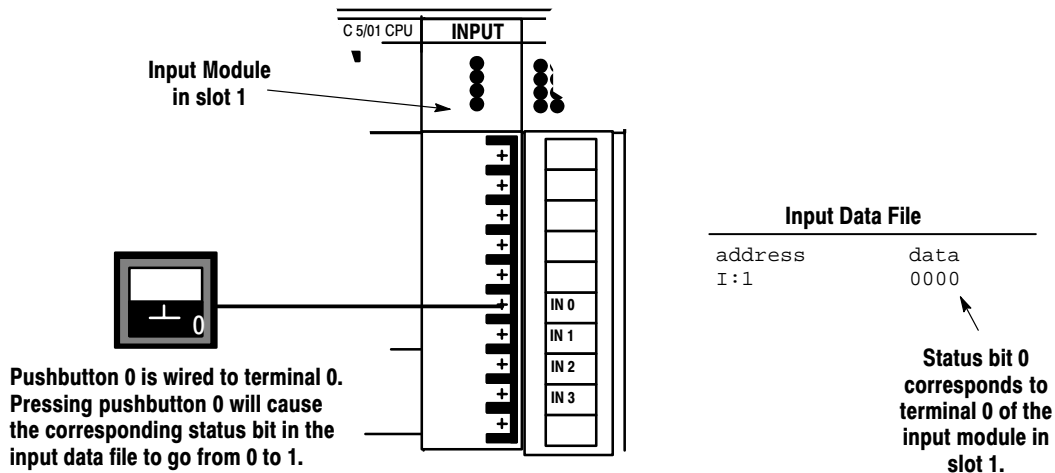 C 5/01 CPU
INPUT
Input Module
in slot 1
+
+
+
+
+
+
+
+
+
+
IN 0
IN 1
IN 2
IN 3
0
Pushbutton 0 is wired to terminal 0.
Pressing pushbutton 0 will cause
the corresponding status bit in the
input data file to go from 0 to 1.
Input Data File
address data
I:1 0000
Status bit 0
corresponds to
terminal 0 of the
input module in
slot 1.